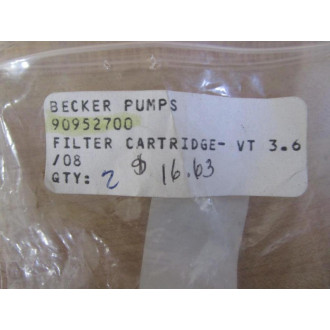 BECKER PUMPS
90952700
FILTER CARTRIDGE- VT 3.6
/08 $ 16.63
QTY: 2